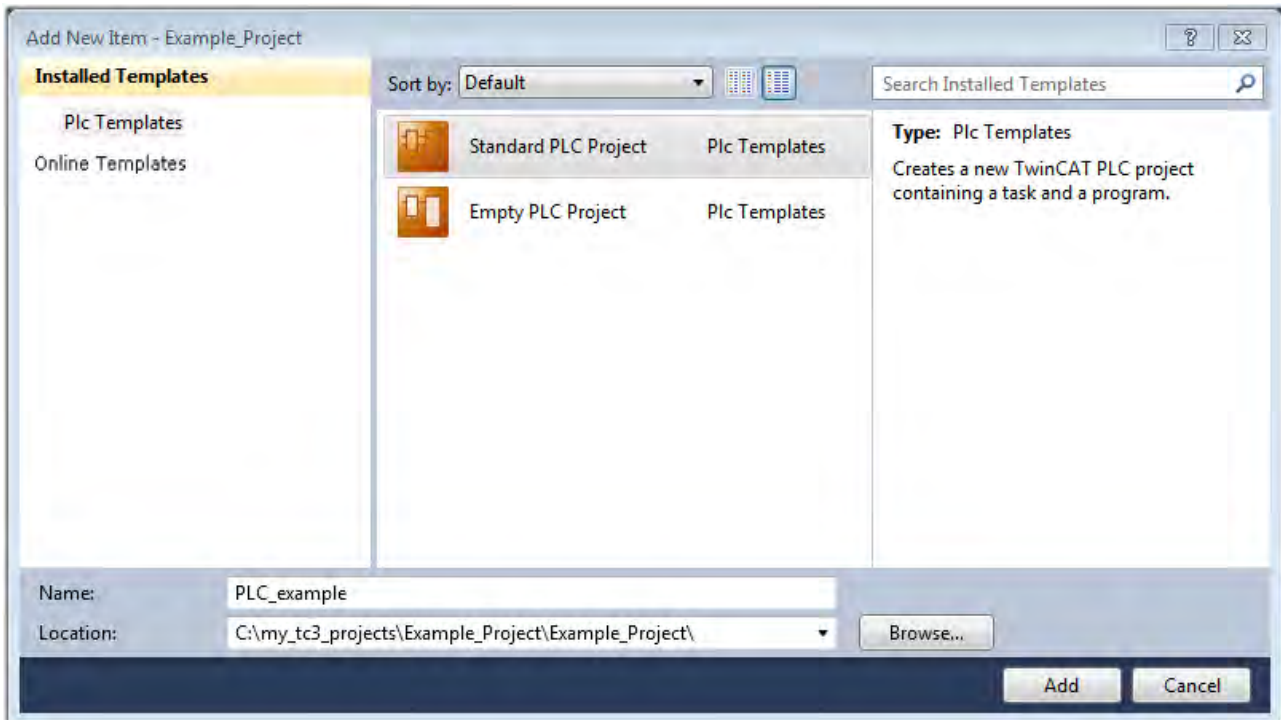 Add New Item - Example_Project
Installed Templates
Plc Templates
Online Templates
Sort by: Default
Standard PLC Project Plc Templates
Empty PLC Project Plc Templates
Search Installed Templates
Type: Plc Templates
Creates a new TwinCAT PLC project
containing a task and a program.
Name: PLC_example
Location: C:\my_tc3_projects\Example_Project\Example_Project\
Browse...
Add Cancel